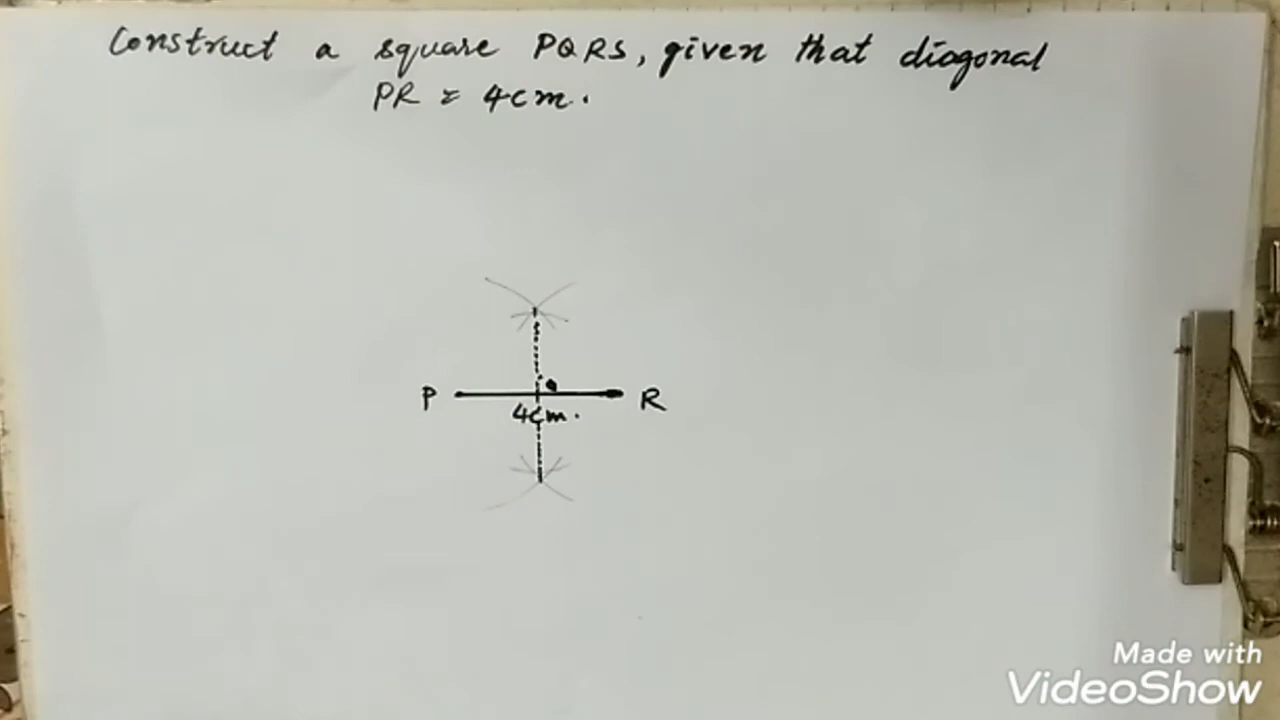 Construct a square PQRS, given that diagonal
PR = 4cm.
P
R
4cm.
Made with
VideoShow